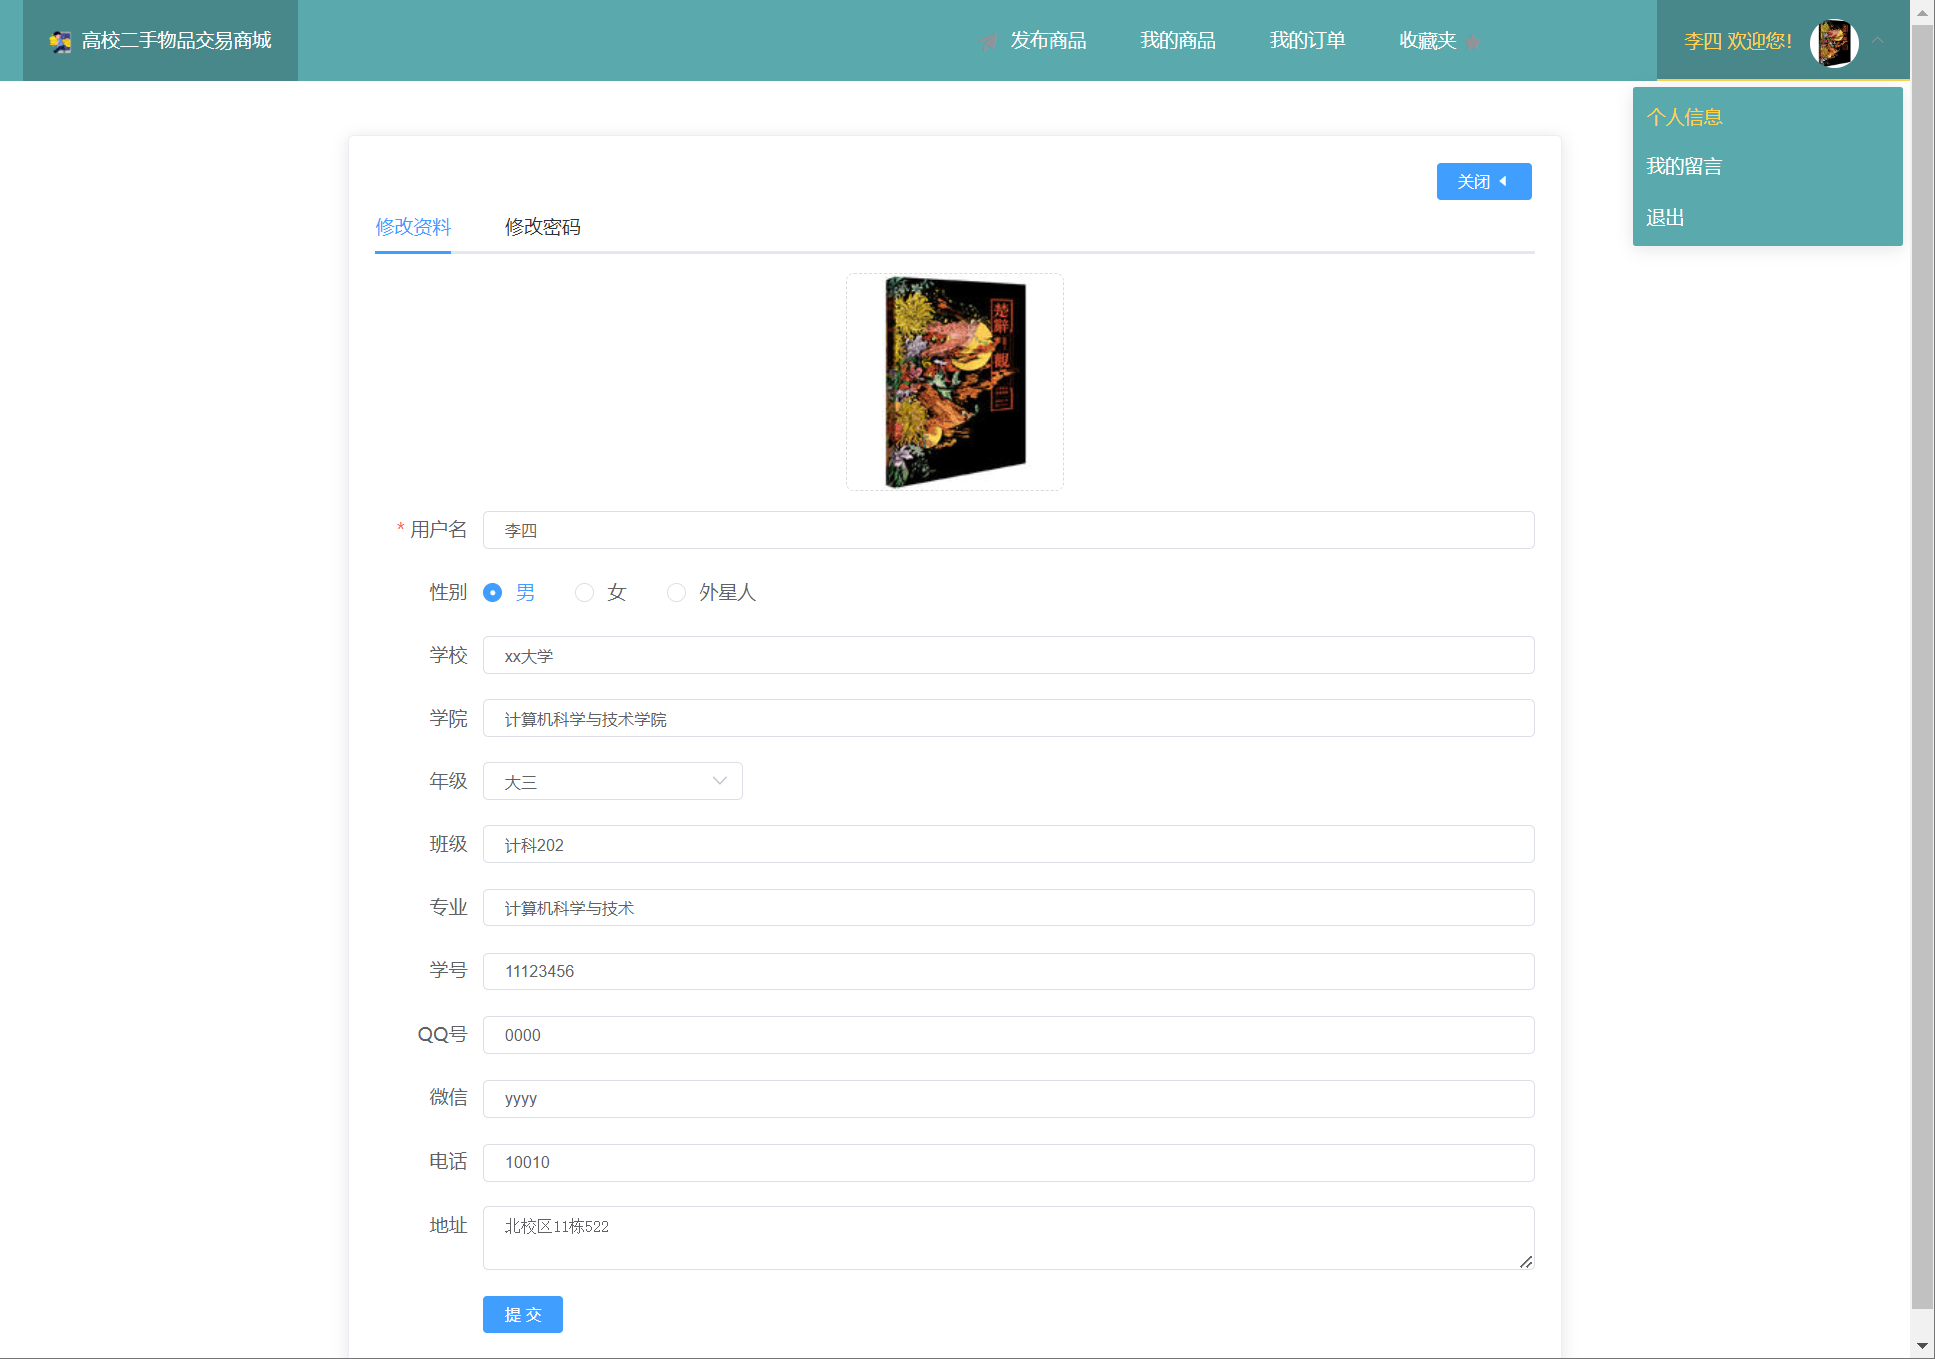 高校二手物品交易商城
发布商品
我的商品
我的订单
收藏夹
李四 欢迎您!
个人信息
我的留言
退出
关闭
修改资料
修改密码
楚辭
觀
* 用户名 李四
性别 男 女 外星人
学校 xx大学
学院 计算机科学与技术学院
年级 大三
班级 计科202
专业 计算机科学与技术
学号 11123456
QQ号 0000
微信 yyyy
电话 10010
地址 北校区11栋522
提 交